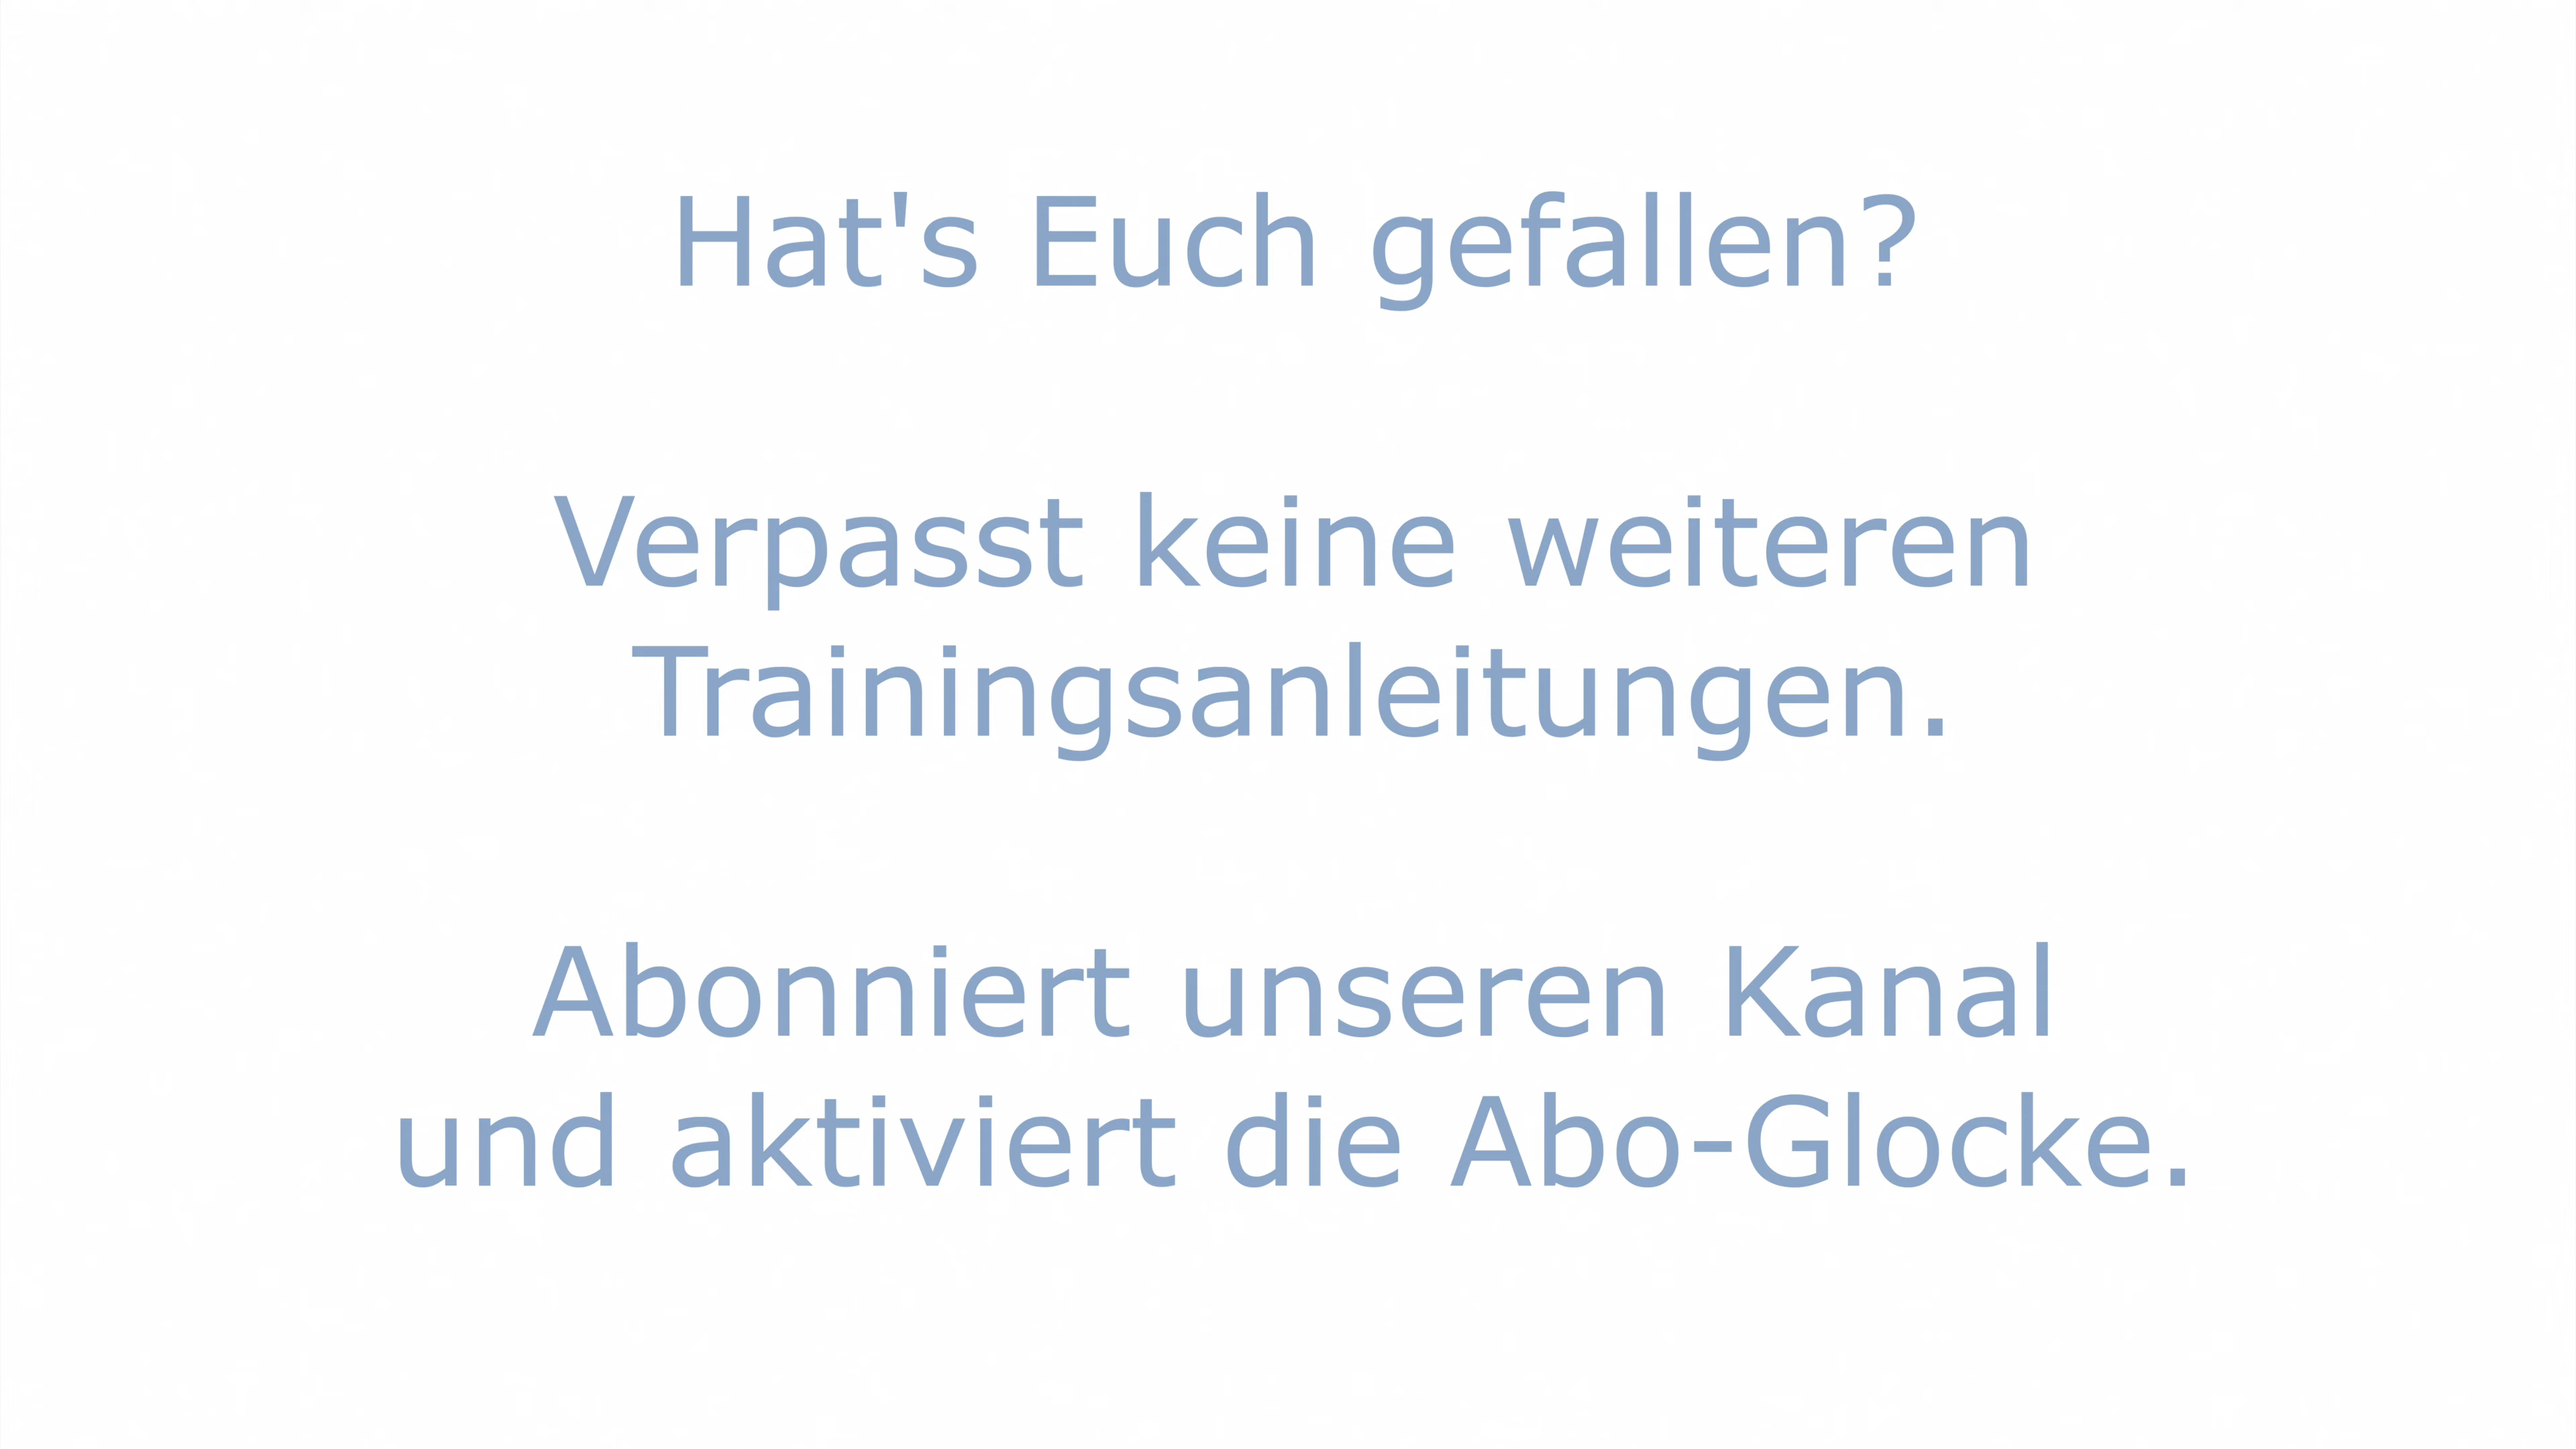 Hat's Euch gefallen?
Verpasst keine weiteren
Trainingsanleitungen.
Abonniert unseren Kanal
und aktiviert die Abo-Glocke.